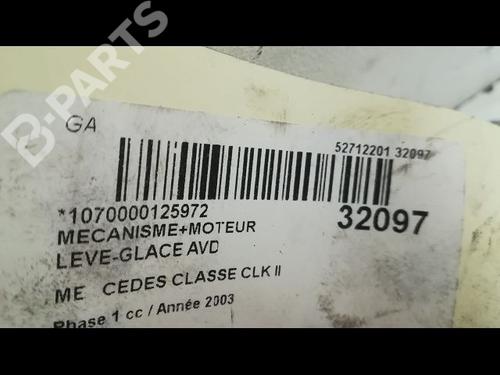 B-PARTS
GA
52712201 32097
*1070000125972
32097
MECANISME+MOTEUR
LEVE-GLACE AVD
ME CEDES CLASSE CLK II
Phase 1 cc / Année 2003